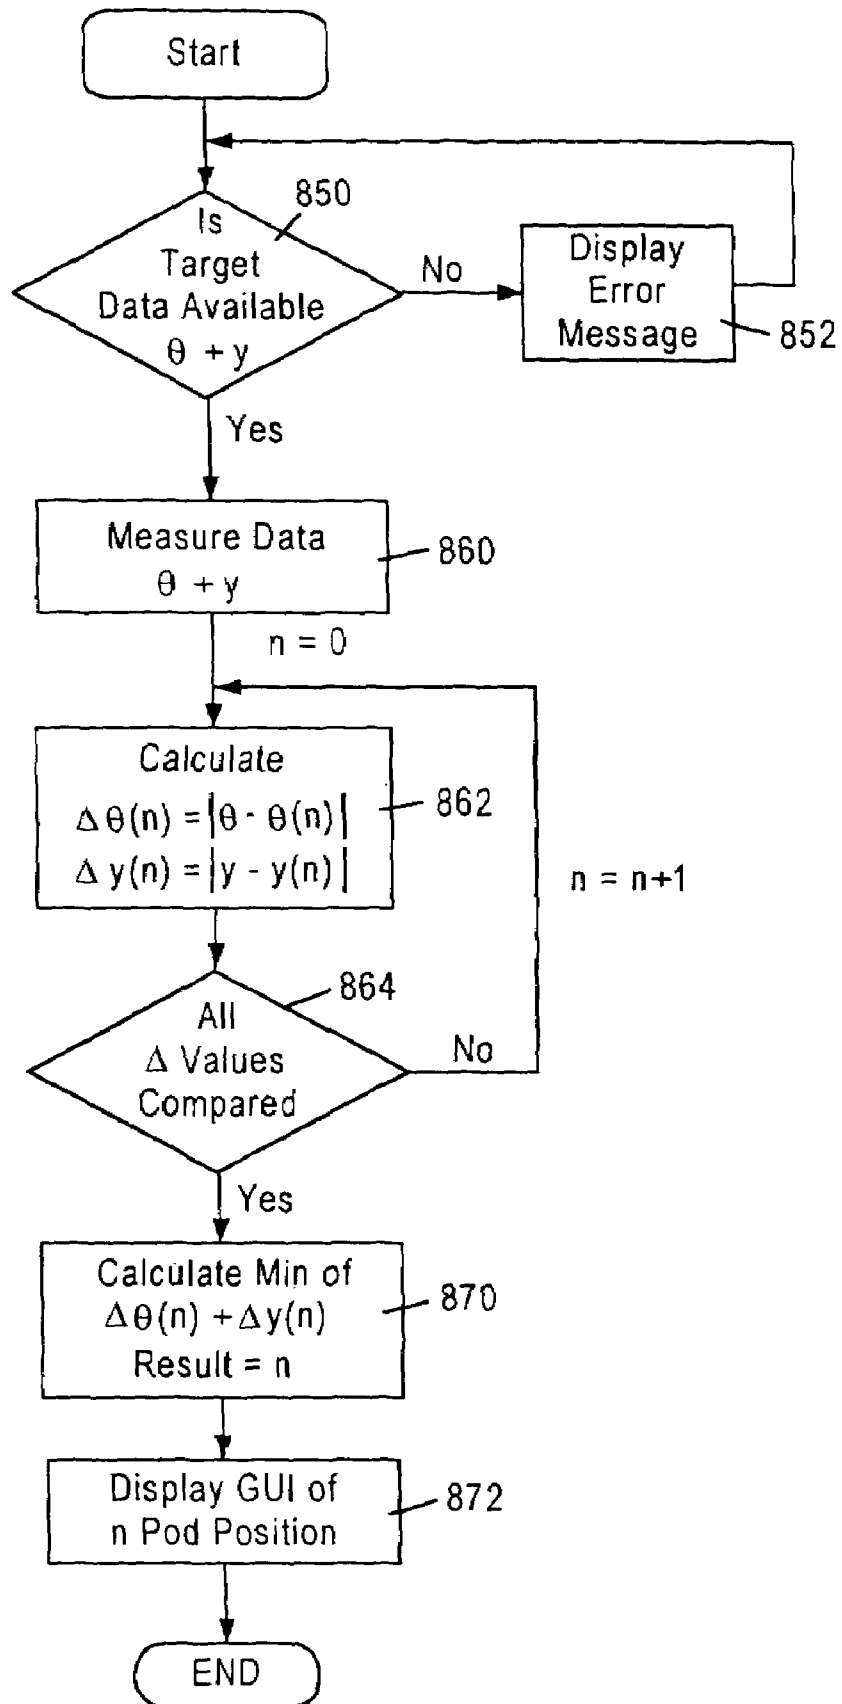 Start
850
Is
Target
Data Available
θ + y
No
Display
Error
Message
852
Yes
Measure Data
θ + y
860
n = 0
Calculate
Δ θ(n) = |θ - θ(n)|
Δ y(n) = |y - y(n)|
862
n = n+1
864
All
Δ Values
Compared
No
Yes
Calculate Min of
Δθ(n) + Δy(n)
Result = n
870
Display GUI of
n Pod Position
872
END